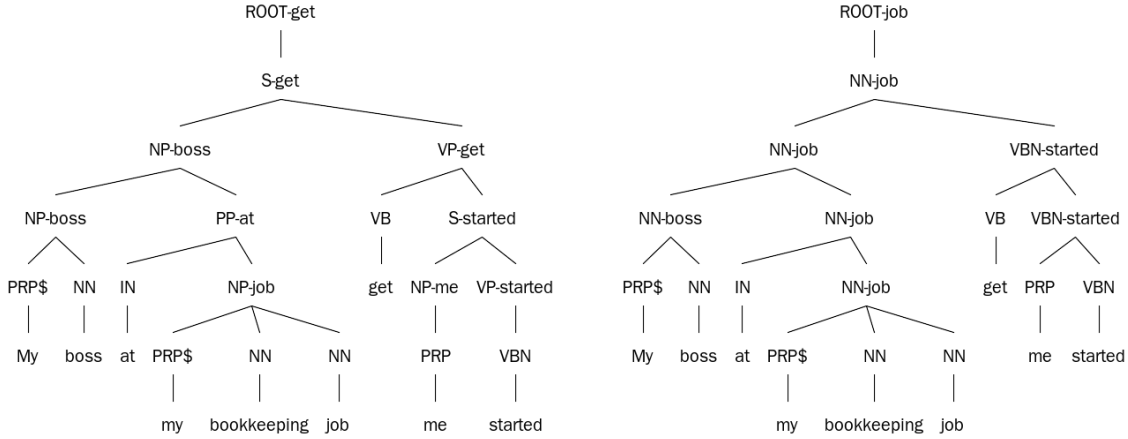 ROOT-get ROOT-job
S-get NN-job
NP-boss VP-get NN-job VBN-started
NP-boss PP-at VB S-started NN-boss NN-job VB VBN-started
PRP$ NN IN NP-job get NP-me VP-started PRP$ NN IN NN-job get PRP VBN
My boss at PRP$ NN NN PRP VBN My boss at PRP$ NN NN me started
my bookkeeping job me started my bookkeeping job